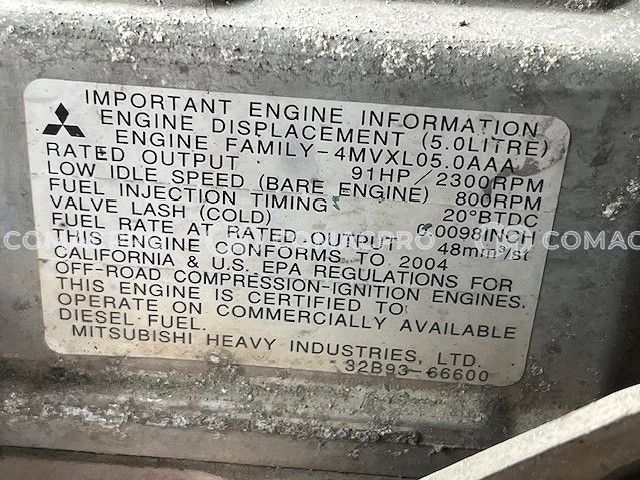 IMPORTANT ENGINE INFORMATION
ENGINE DISPLACEMENT (5.0LITRE)
ENGINE FAMILY-4MVXL05.0AAA
RATED OUTPUT 91HP/2300RPM
LOW IDLE SPEED (BARE ENGINE) 800RPM
FUEL INJECTION TIMING 20°BTDC
VALVE LASH (COLD) 0.0098INCH
FUEL RATE AT RATED OUTPUT 48mm³/st
THIS ENGINE CONFORMS TO 2004
CALIFORNIA & U.S. EPA REGULATIONS FOR
OFF-ROAD COMPRESSION-IGNITION ENGINES.
THIS ENGINE IS CERTIFIED TO
OPERATE ON COMMERCIALLY AVAILABLE
DIESEL FUEL.
MITSUBISHI HEAVY INDUSTRIES, LTD.
32B93-66600